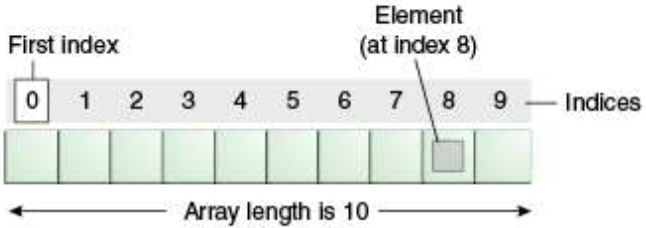 Element
(at index 8)
First index
0 1 2 3 4 5 6 7 8 9
Indices
Array length is 10